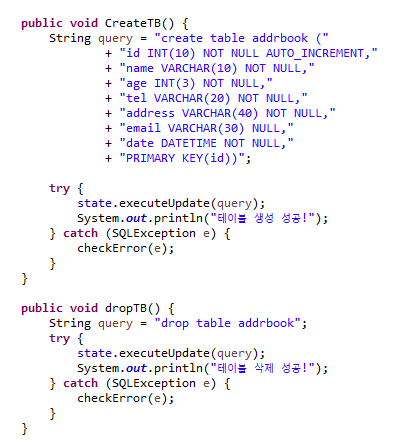 public void CreateTB() {
    String query = "create table addrbook ("
            + "id INT(10) NOT NULL AUTO_INCREMENT,"
            + "name VARCHAR(10) NOT NULL,"
            + "age INT(3) NOT NULL,"
            + "tel VARCHAR(20) NOT NULL,"
            + "address VARCHAR(40) NOT NULL,"
            + "email VARCHAR(30) NULL,"
            + "date DATETIME NOT NULL,"
            + "PRIMARY KEY(id))";

    try {
        state.executeUpdate(query);
        System.out.println("테이블 생성 성공!");
    } catch (SQLException e) {
        checkError(e);
    }
}

public void dropTB() {
    String query = "drop table addrbook";
    try {
        state.executeUpdate(query);
        System.out.println("테이블 삭제 성공!");
    } catch (SQLException e) {
        checkError(e);
    }
}